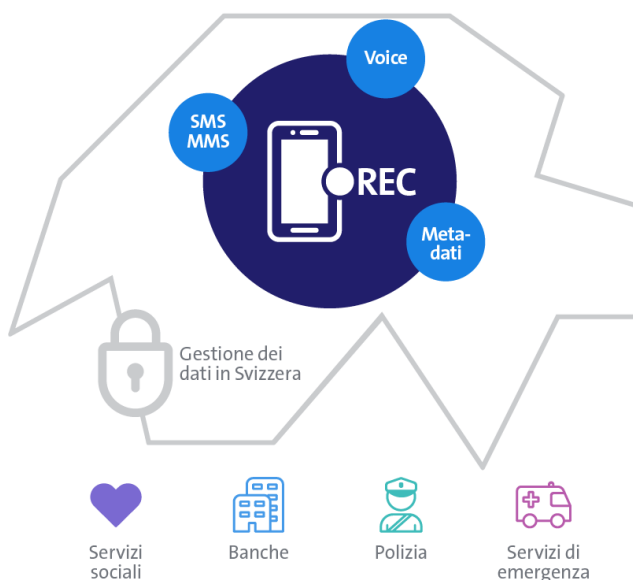 Voice
SMS
MMS
REC
Meta-
dati
Gestione dei
dati in Svizzera
Servizi
sociali
Banche
Polizia
Servizi di
emergenza